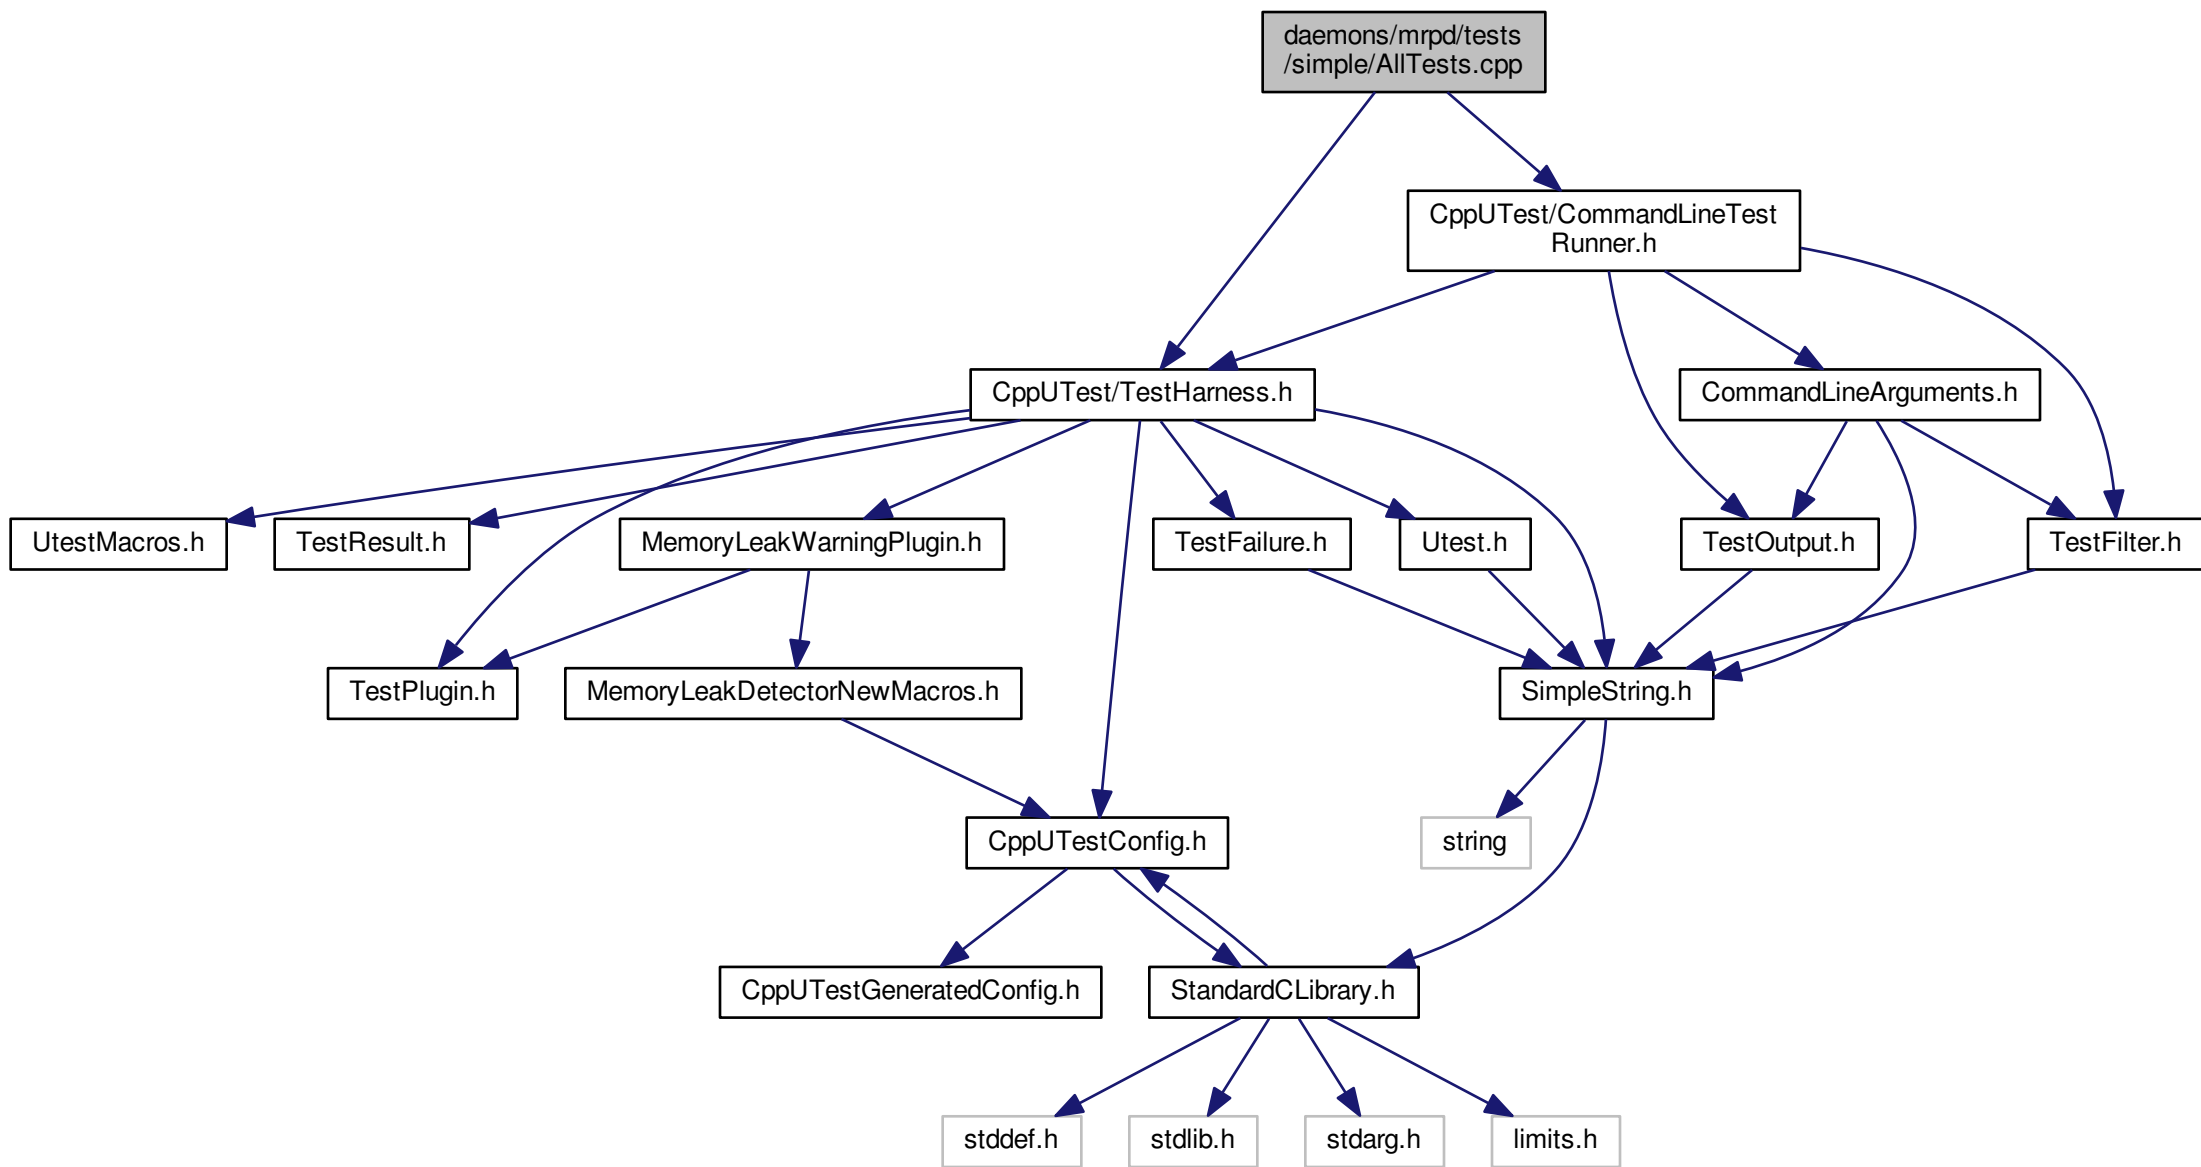 daemons/mrpd/tests
/simple/AllTests.cpp
CppUTest/CommandLineTest
Runner.h
CppUTest/TestHarness.h
CommandLineArguments.h
UtestMacros.h
TestResult.h
MemoryLeakWarningPlugin.h
TestFailure.h
Utest.h
TestOutput.h
TestFilter.h
TestPlugin.h
MemoryLeakDetectorNewMacros.h
SimpleString.h
CppUTestConfig.h
string
CppUTestGeneratedConfig.h
StandardCLibrary.h
stddef.h
stdlib.h
stdarg.h
limits.h